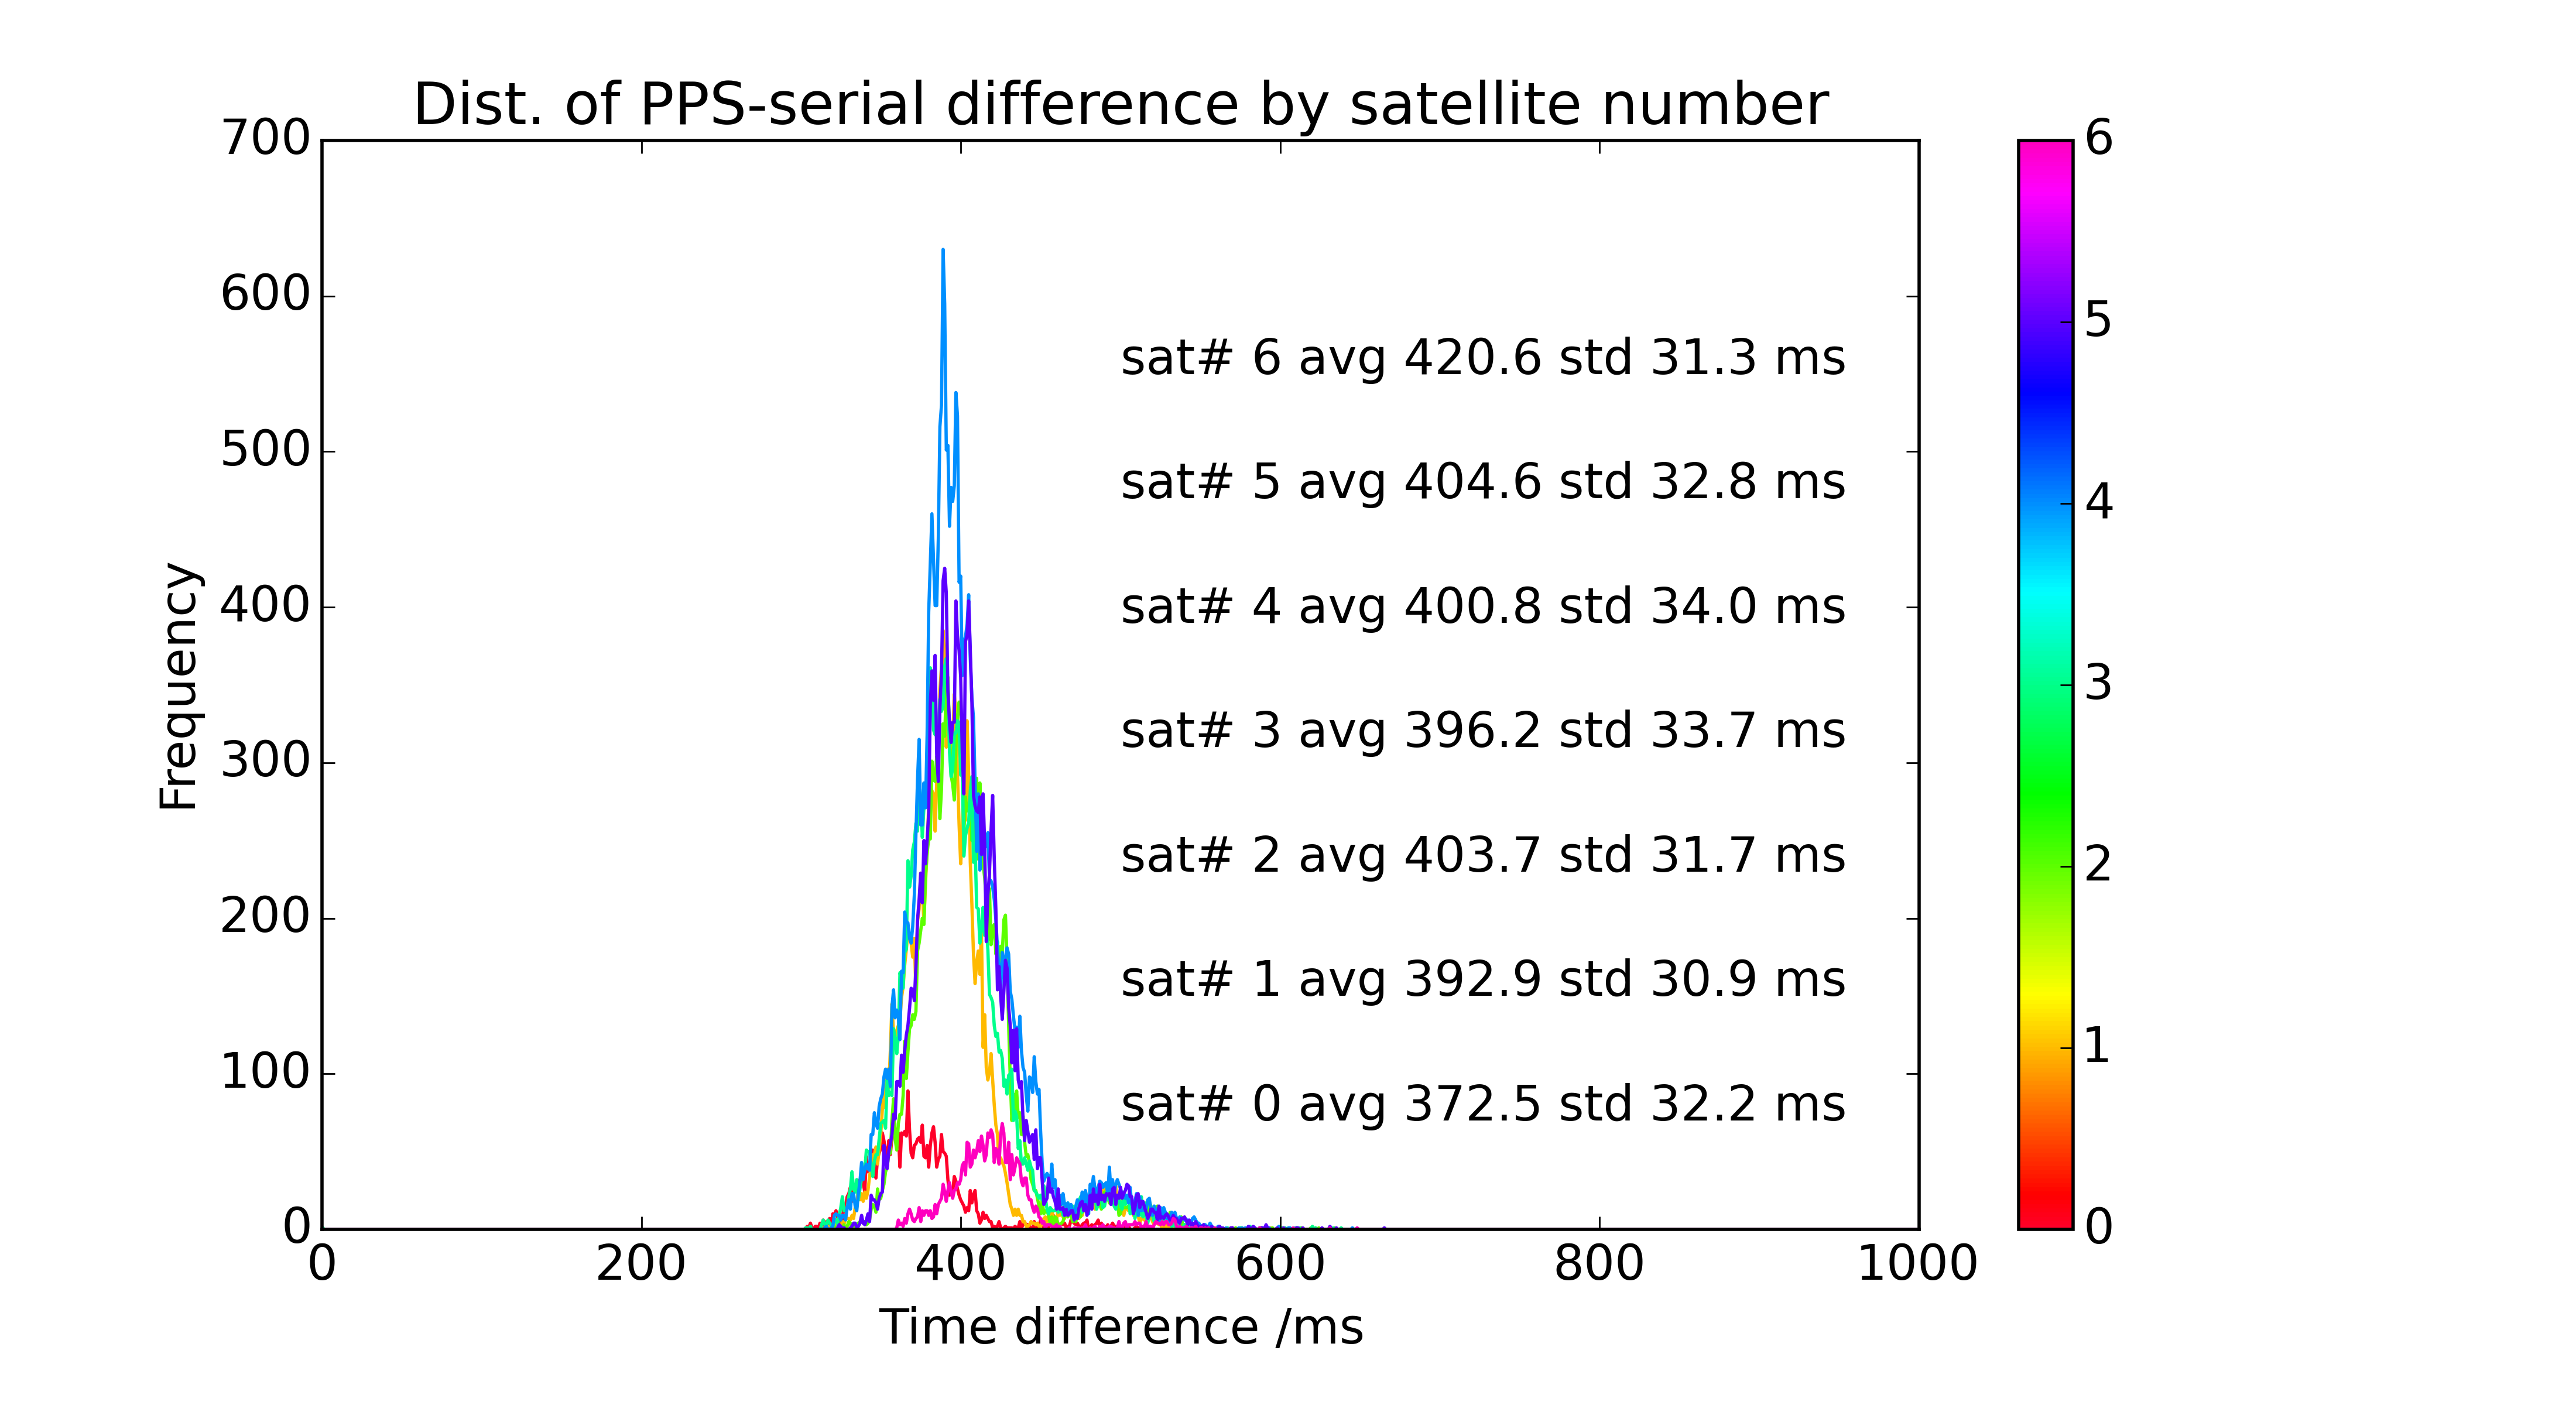 Dist. of PPS-serial difference by satellite number
700
600
500
400
300
200
100
0
Frequency
sat# 6 avg 420.6 std 31.3 ms
sat# 5 avg 404.6 std 32.8 ms
sat# 4 avg 400.8 std 34.0 ms
sat# 3 avg 396.2 std 33.7 ms
sat# 2 avg 403.7 std 31.7 ms
sat# 1 avg 392.9 std 30.9 ms
sat# 0 avg 372.5 std 32.2 ms
0 200 400 600 800 1000
Time difference /ms
6
5
4
3
2
1
0